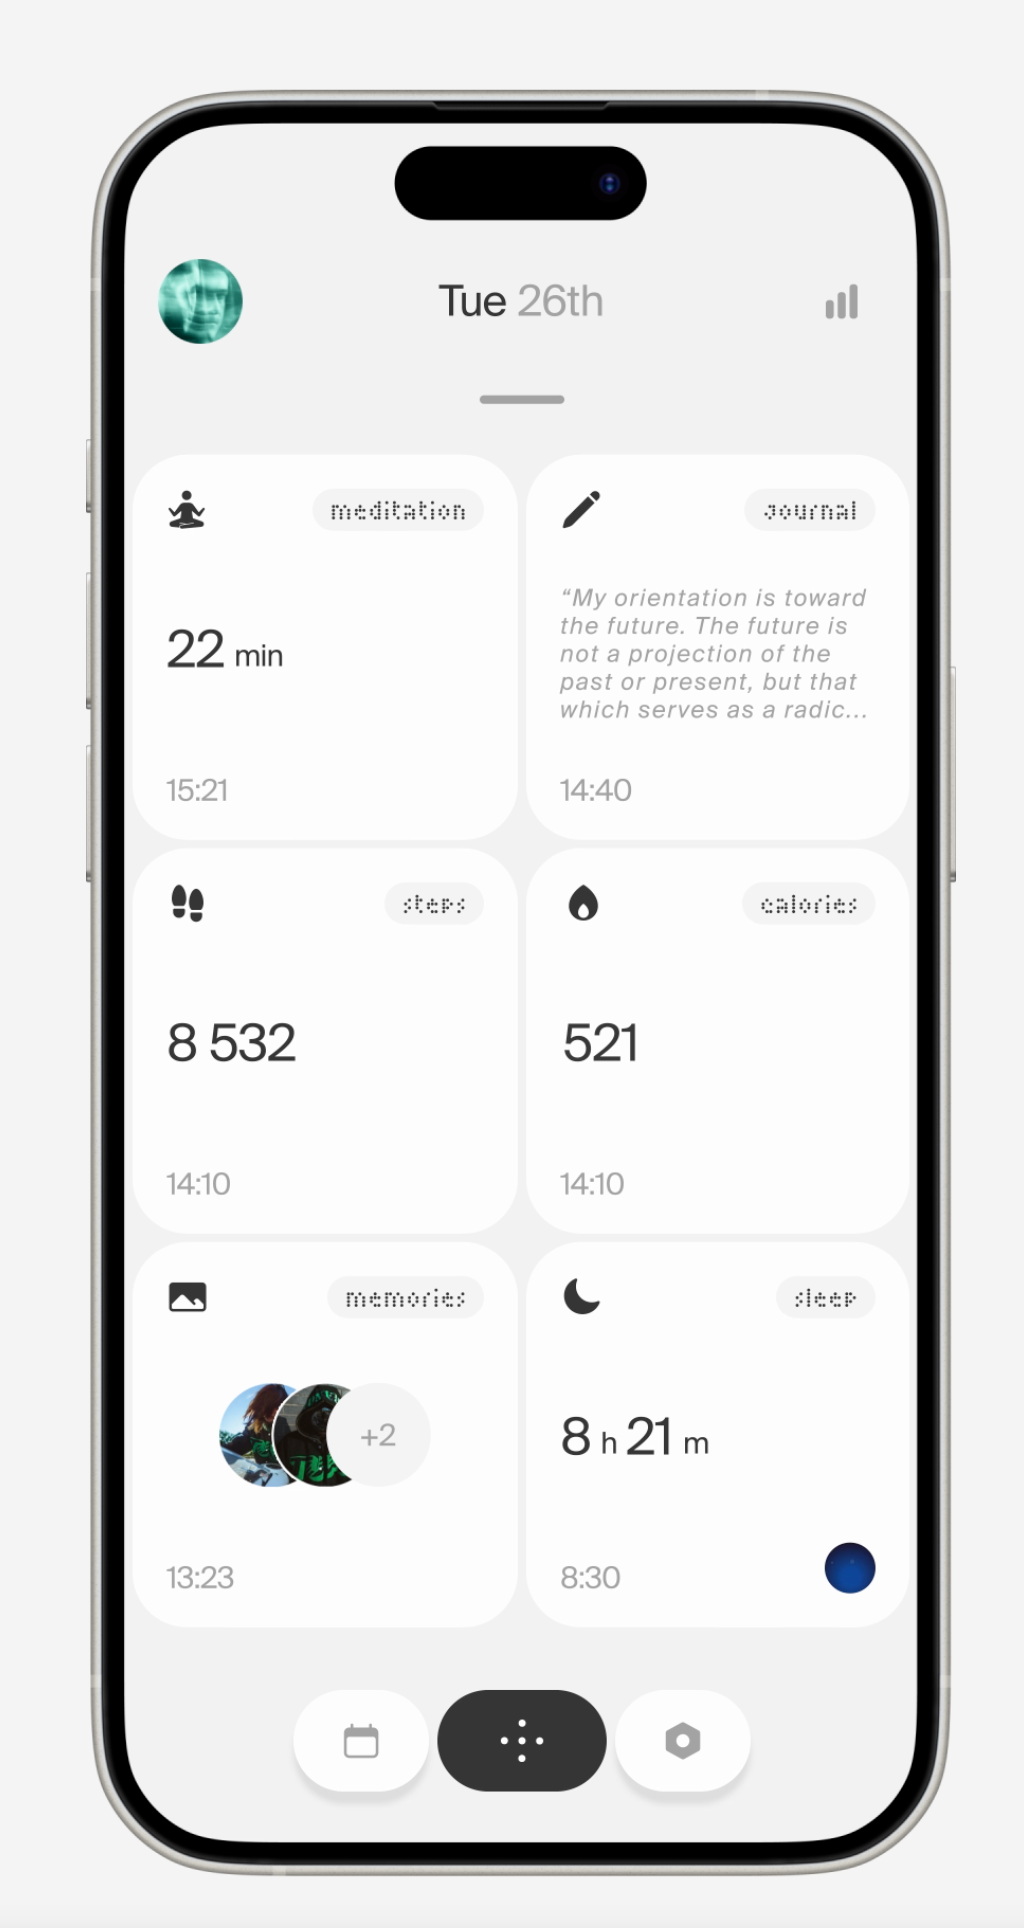 Tue 26th
meditation
22 min
15:21
journal
“My orientation is toward
the future. The future is
not a projection of the
past or present, but that
which serves as a radic...
14:40
steps
8 532
14:10
calories
521
14:10
memories
+2
13:23
sleep
8 h 21 m
8:30